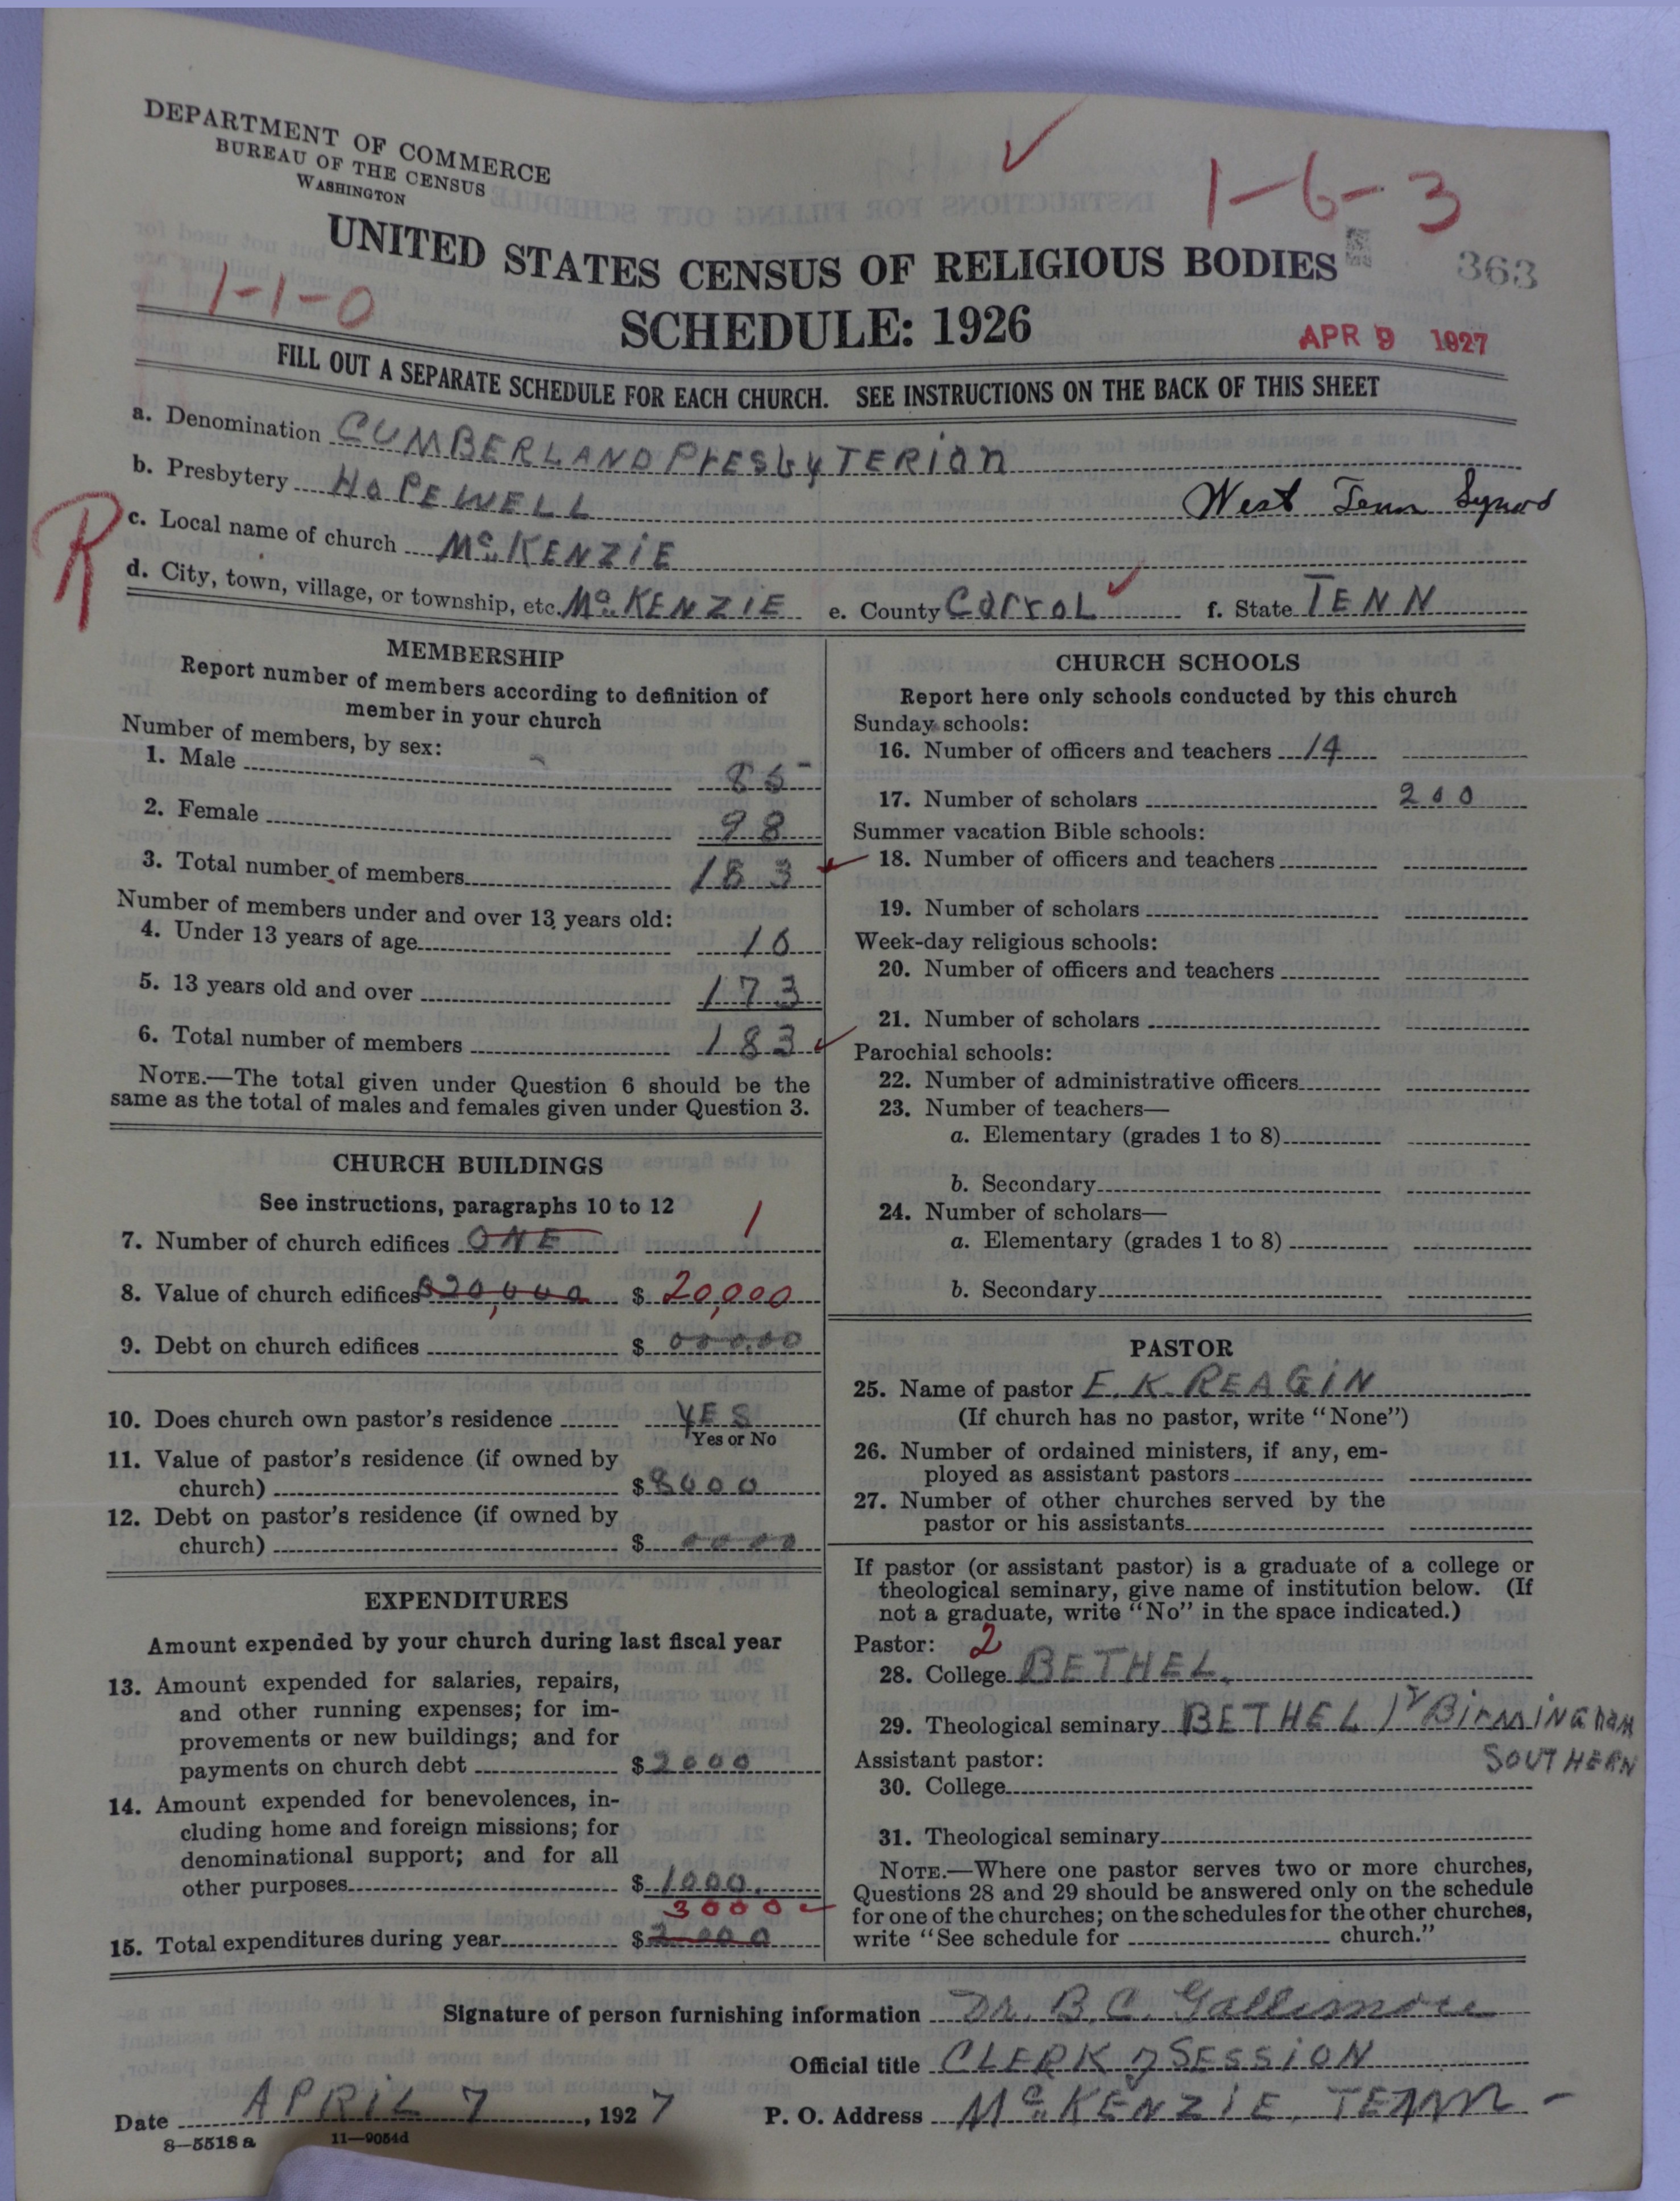 DEPARTMENT OF COMMERCE
BUREAU OF THE CENSUS
WASHINGTON
1-6-3
UNITED STATES CENSUS OF RELIGIOUS BODIES
363
1-1-0
SCHEDULE: 1926
APR 9 1927
FILL OUT A SEPARATE SCHEDULE FOR EACH CHURCH. SEE INSTRUCTIONS ON THE BACK OF THIS SHEET
a. Denomination CUMBERLAND PresbyTERian
b. Presbytery HoPEWELL
West Tenn Synod
R
c. Local name of church McKENZIE
d. City, town, village, or township, etc. McKENZIE e. County CarroL f. State TENN
MEMBERSHIP
Report number of members according to definition of
member in your church
Number of members, by sex:
1. Male 85
2. Female 98
3. Total number of members 183
Number of members under and over 13 years old:
4. Under 13 years of age 10
5. 13 years old and over 173
6. Total number of members 183
NOTE.—The total given under Question 6 should be the
same as the total of males and females given under Question 3.
CHURCH BUILDINGS
See instructions, paragraphs 10 to 12
7. Number of church edifices ONE 1
8. Value of church edifices $20,000 $ 20,000
9. Debt on church edifices $ 000.00
10. Does church own pastor's residence YES
Yes or No
11. Value of pastor's residence (if owned by
church) $ 8000
12. Debt on pastor's residence (if owned by
church) $ 0000
EXPENDITURES
Amount expended by your church during last fiscal year
13. Amount expended for salaries, repairs,
and other running expenses; for im-
provements or new buildings; and for
payments on church debt $ 2000
14. Amount expended for benevolences, in-
cluding home and foreign missions; for
denominational support; and for all
other purposes $ 1000.
3000
15. Total expenditures during year $ 2000
CHURCH SCHOOLS
Report here only schools conducted by this church
Sunday schools:
16. Number of officers and teachers 14
17. Number of scholars 200
Summer vacation Bible schools:
18. Number of officers and teachers
19. Number of scholars
Week-day religious schools:
20. Number of officers and teachers
21. Number of scholars
Parochial schools:
22. Number of administrative officers
23. Number of teachers—
a. Elementary (grades 1 to 8)
b. Secondary
24. Number of scholars—
a. Elementary (grades 1 to 8)
b. Secondary
PASTOR
25. Name of pastor E. K. REAGIN
(If church has no pastor, write "None")
26. Number of ordained ministers, if any, em-
ployed as assistant pastors
27. Number of other churches served by the
pastor or his assistants
If pastor (or assistant pastor) is a graduate of a college or
theological seminary, give name of institution below. (If
not a graduate, write "No" in the space indicated.)
Pastor: 2
28. College BETHEL
29. Theological seminary BETHEL Birmingham
SOUTHERN
Assistant pastor:
30. College
31. Theological seminary
NOTE.—Where one pastor serves two or more churches,
Questions 28 and 29 should be answered only on the schedule
for one of the churches; on the schedules for the other churches,
write "See schedule for church."
Signature of person furnishing information Dr. B. C. Gallimore
Official title CLERK of SESSION
Date APRIL 7, 1927 P. O. Address McKENZIE, TENN
8—5518 a 11—9054d